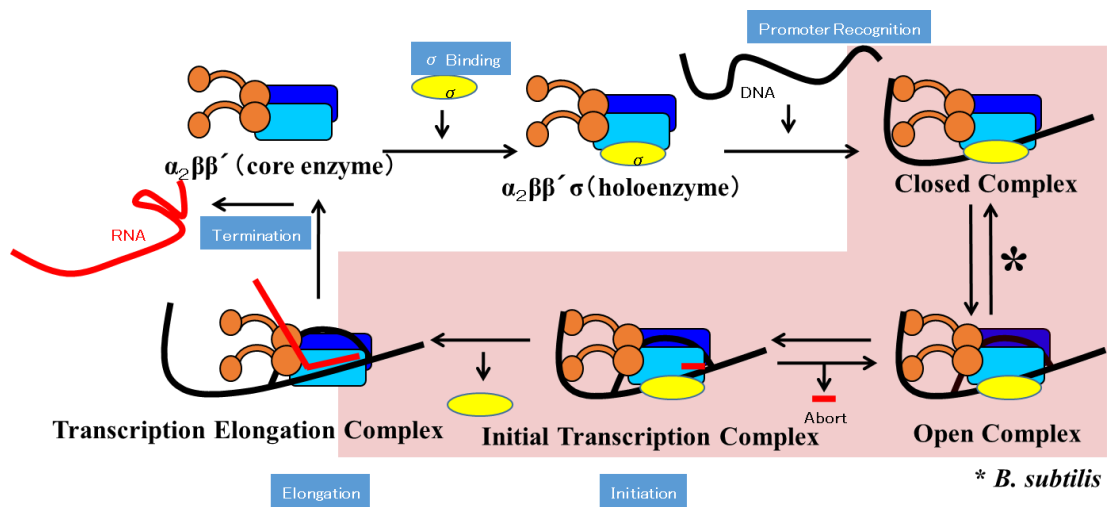 Promoter Recognition
σ Binding
σ
DNA
σ
α₂ββ´（core enzyme）
α₂ββ´σ（holoenzyme）
Closed Complex
RNA
Termination
*
Abort
Transcription Elongation Complex
Initial Transcription Complex
Open Complex
* B. subtilis
Elongation
Initiation